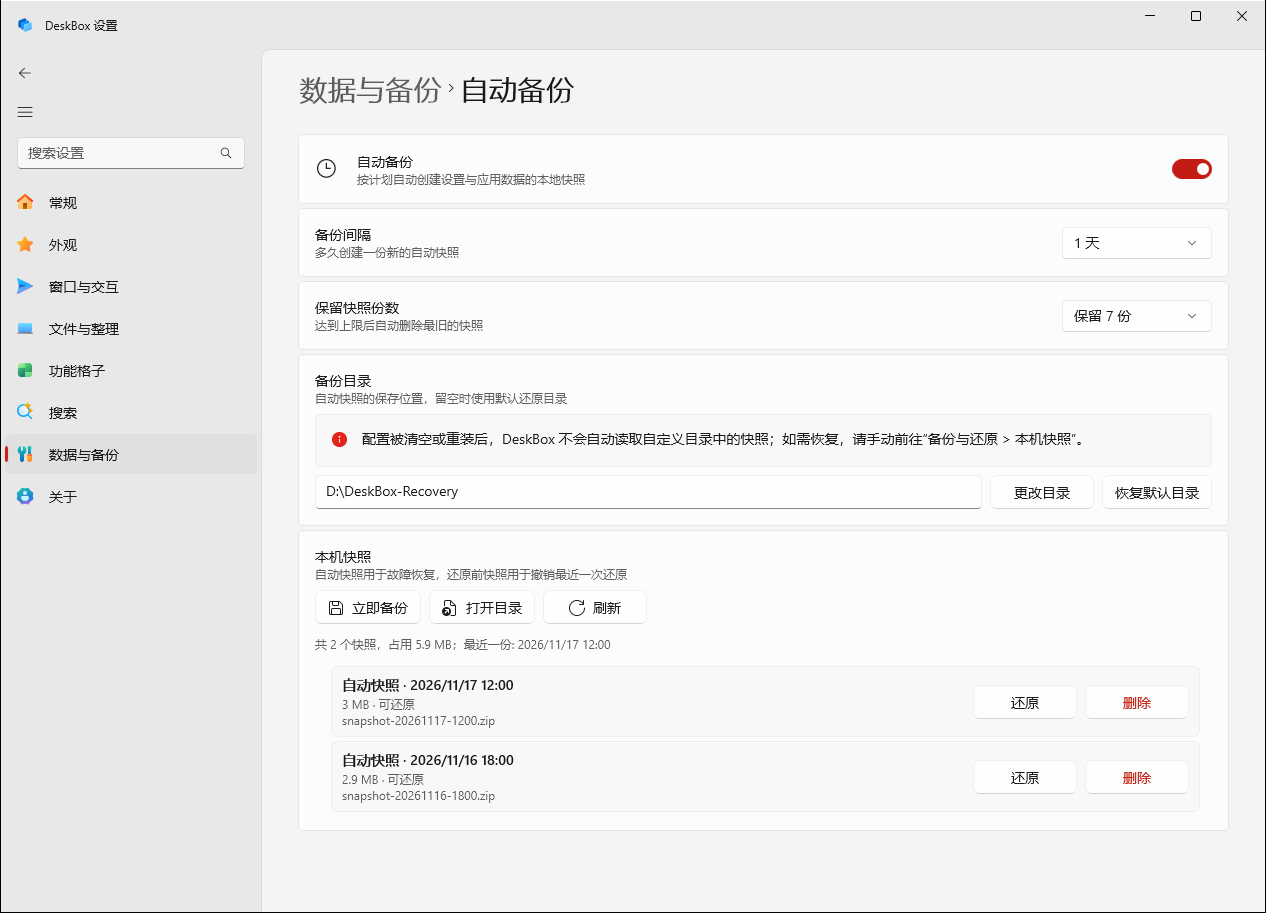 DeskBox 设置
数据与备份 › 自动备份
搜索设置
常规
外观
窗口与交互
文件与整理
功能格子
搜索
数据与备份
关于
自动备份
按计划自动创建设置与应用数据的本地快照
备份间隔
多久创建一份新的自动快照
1 天
保留快照份数
达到上限后自动删除最旧的快照
保留 7 份
备份目录
自动快照的保存位置，留空时使用默认还原目录
配置被清空或重装后，DeskBox 不会自动读取自定义目录中的快照；如需恢复，请手动前往“备份与还原 > 本机快照”。
D:\DeskBox-Recovery
更改目录
恢复默认目录
本机快照
自动快照用于故障恢复，还原前快照用于撤销最近一次还原
立即备份
打开目录
刷新
共 2 个快照，占用 5.9 MB；最近一份: 2026/11/17 12:00
自动快照 · 2026/11/17 12:00
3 MB · 可还原
snapshot-20261117-1200.zip
还原
删除
自动快照 · 2026/11/16 18:00
2.9 MB · 可还原
snapshot-20261116-1800.zip
还原
删除